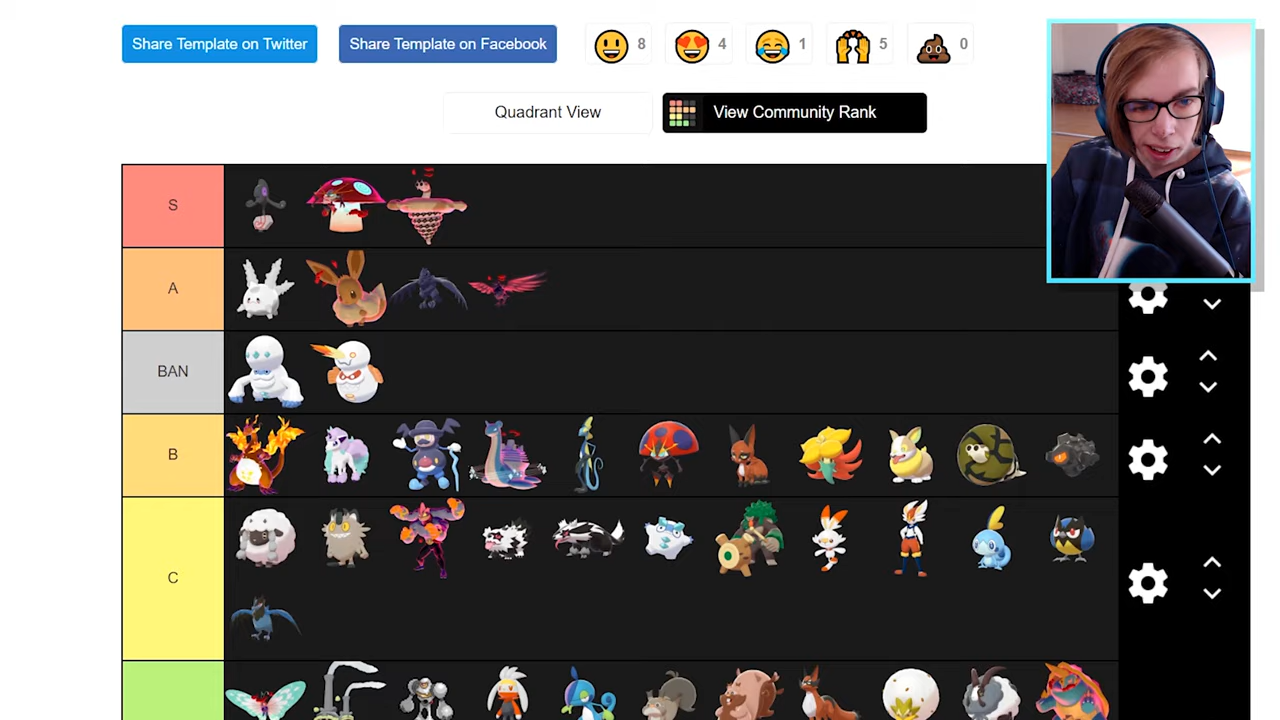 Share Template on Twitter
Share Template on Facebook
8
4
1
5
0
Quadrant View
View Community Rank
S
A
BAN
B
C